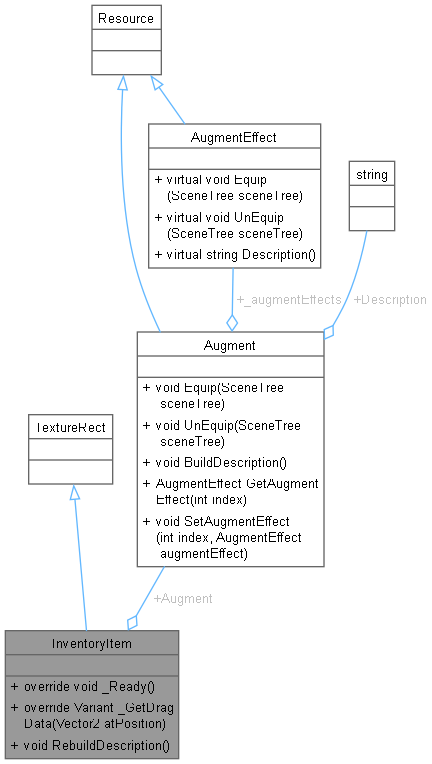 Resource
AugmentEffect
+ virtual void Equip
(SceneTree sceneTree)
+ virtual void UnEquip
(SceneTree sceneTree)
+ virtual string Description()
string
+_augmentEffects
+Description
Augment
+ void Equip(SceneTree
sceneTree)
+ void UnEquip(SceneTree
sceneTree)
+ void BuildDescription()
+ AugmentEffect GetAugment
Effect(int index)
+ void SetAugmentEffect
(int index, AugmentEffect
augmentEffect)
TextureRect
+Augment
InventoryItem
+ override void _Ready()
+ override Variant _GetDrag
Data(Vector2 atPosition)
+ void RebuildDescription()